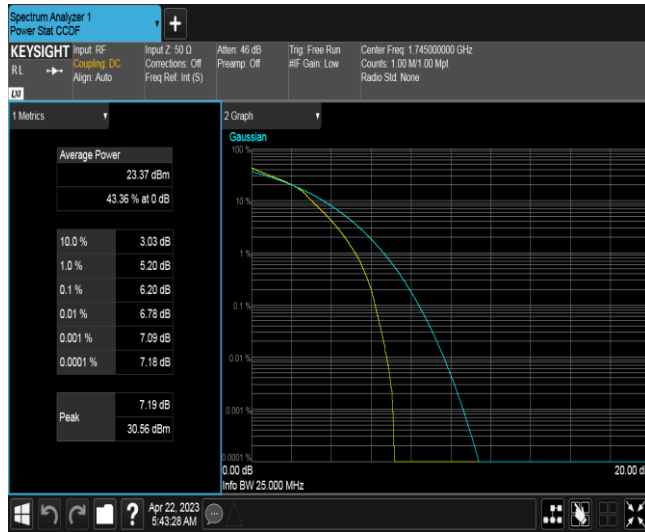 Spectrum Analyzer 1
Power Stat CCDF
+
KEYSIGHT
RL
LXI
Input: RF
Coupling: DC
Align: Auto
Input Z: 50 Ω
Corrections: Off
Freq Ref: Int (S)
Atten: 46 dB
Preamp: Off
Trig: Free Run
#IF Gain: Low
Center Freq: 1.745000000 GHz
Counts: 1.00 M/1.00 Mpt
Radio Std: None
1 Metrics
Average Power
23.37 dBm
43.36 % at 0 dB
10.0 % 3.03 dB
1.0 % 5.20 dB
0.1 % 6.20 dB
0.01 % 6.78 dB
0.001 % 7.09 dB
0.0001 % 7.18 dB
Peak
7.19 dB
30.56 dBm
2 Graph
Gaussian
100 %
10 %
1 %
0.1 %
0.01 %
0.001 %
0.0001 %
0.00 dB
20.00 d
Info BW 25.000 MHz
?
Apr 22, 2023
5:43:28 AM